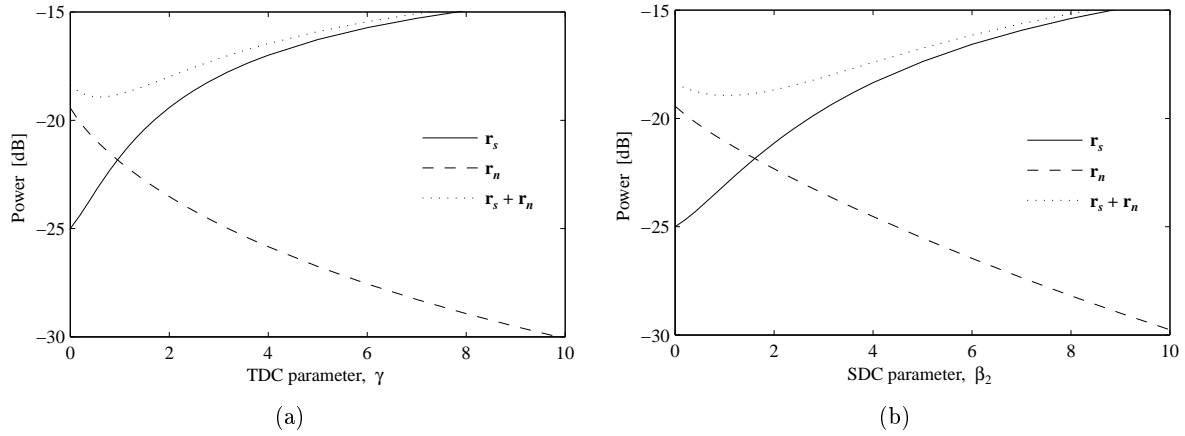 −15
−20
−25
−30
Power [dB]
r_s
r_n
r_s + r_n
0 2 4 6 8 10
TDC parameter, γ
(a)
−15
−20
−25
−30
Power [dB]
r_s
r_n
r_s + r_n
0 2 4 6 8 10
SDC parameter, β₂
(b)